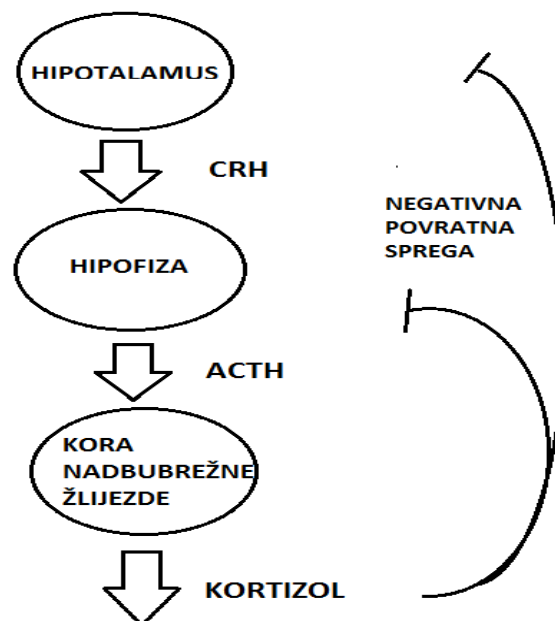 HIPOTALAMUS
CRH
NEGATIVNA
POVRATNA
SPREGA
HIPOFIZA
ACTH
KORA
NADBUBREŽNE
ŽLIJEZDE
KORTIZOL